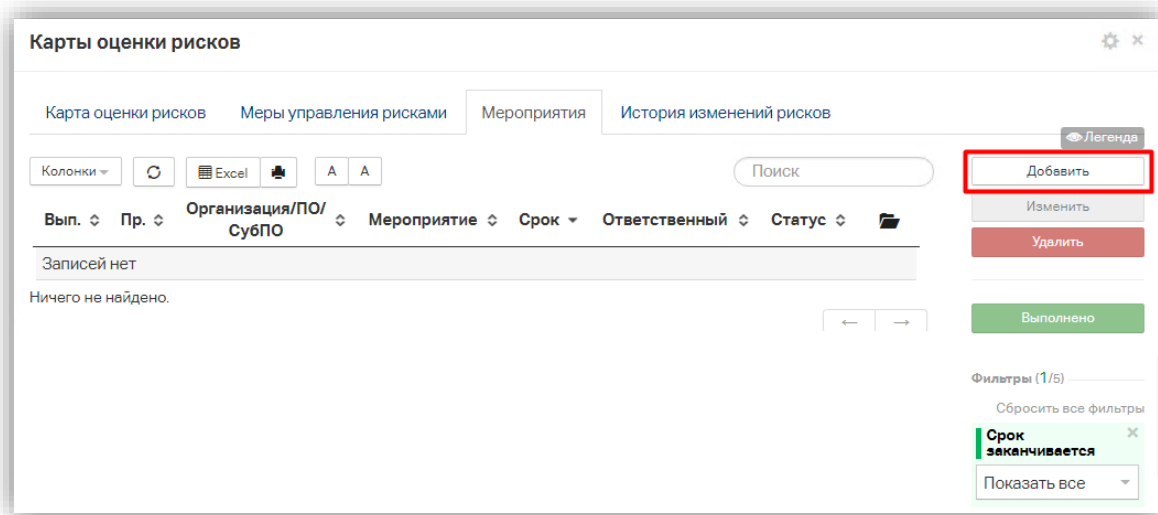 Карты оценки рисков
Карта оценки рисков Меры управления рисками Мероприятия История изменений рисков
Легенда
Колонки Excel A A Поиск Добавить
Изменить
Вып. Пр. Организация/ПО/СубПО Мероприятие Срок Ответственный Статус
Удалить
Записей нет
Ничего не найдено.
← → Выполнено
Фильтры (1/5)
Сбросить все фильтры
Срок
заканчивается
Показать все